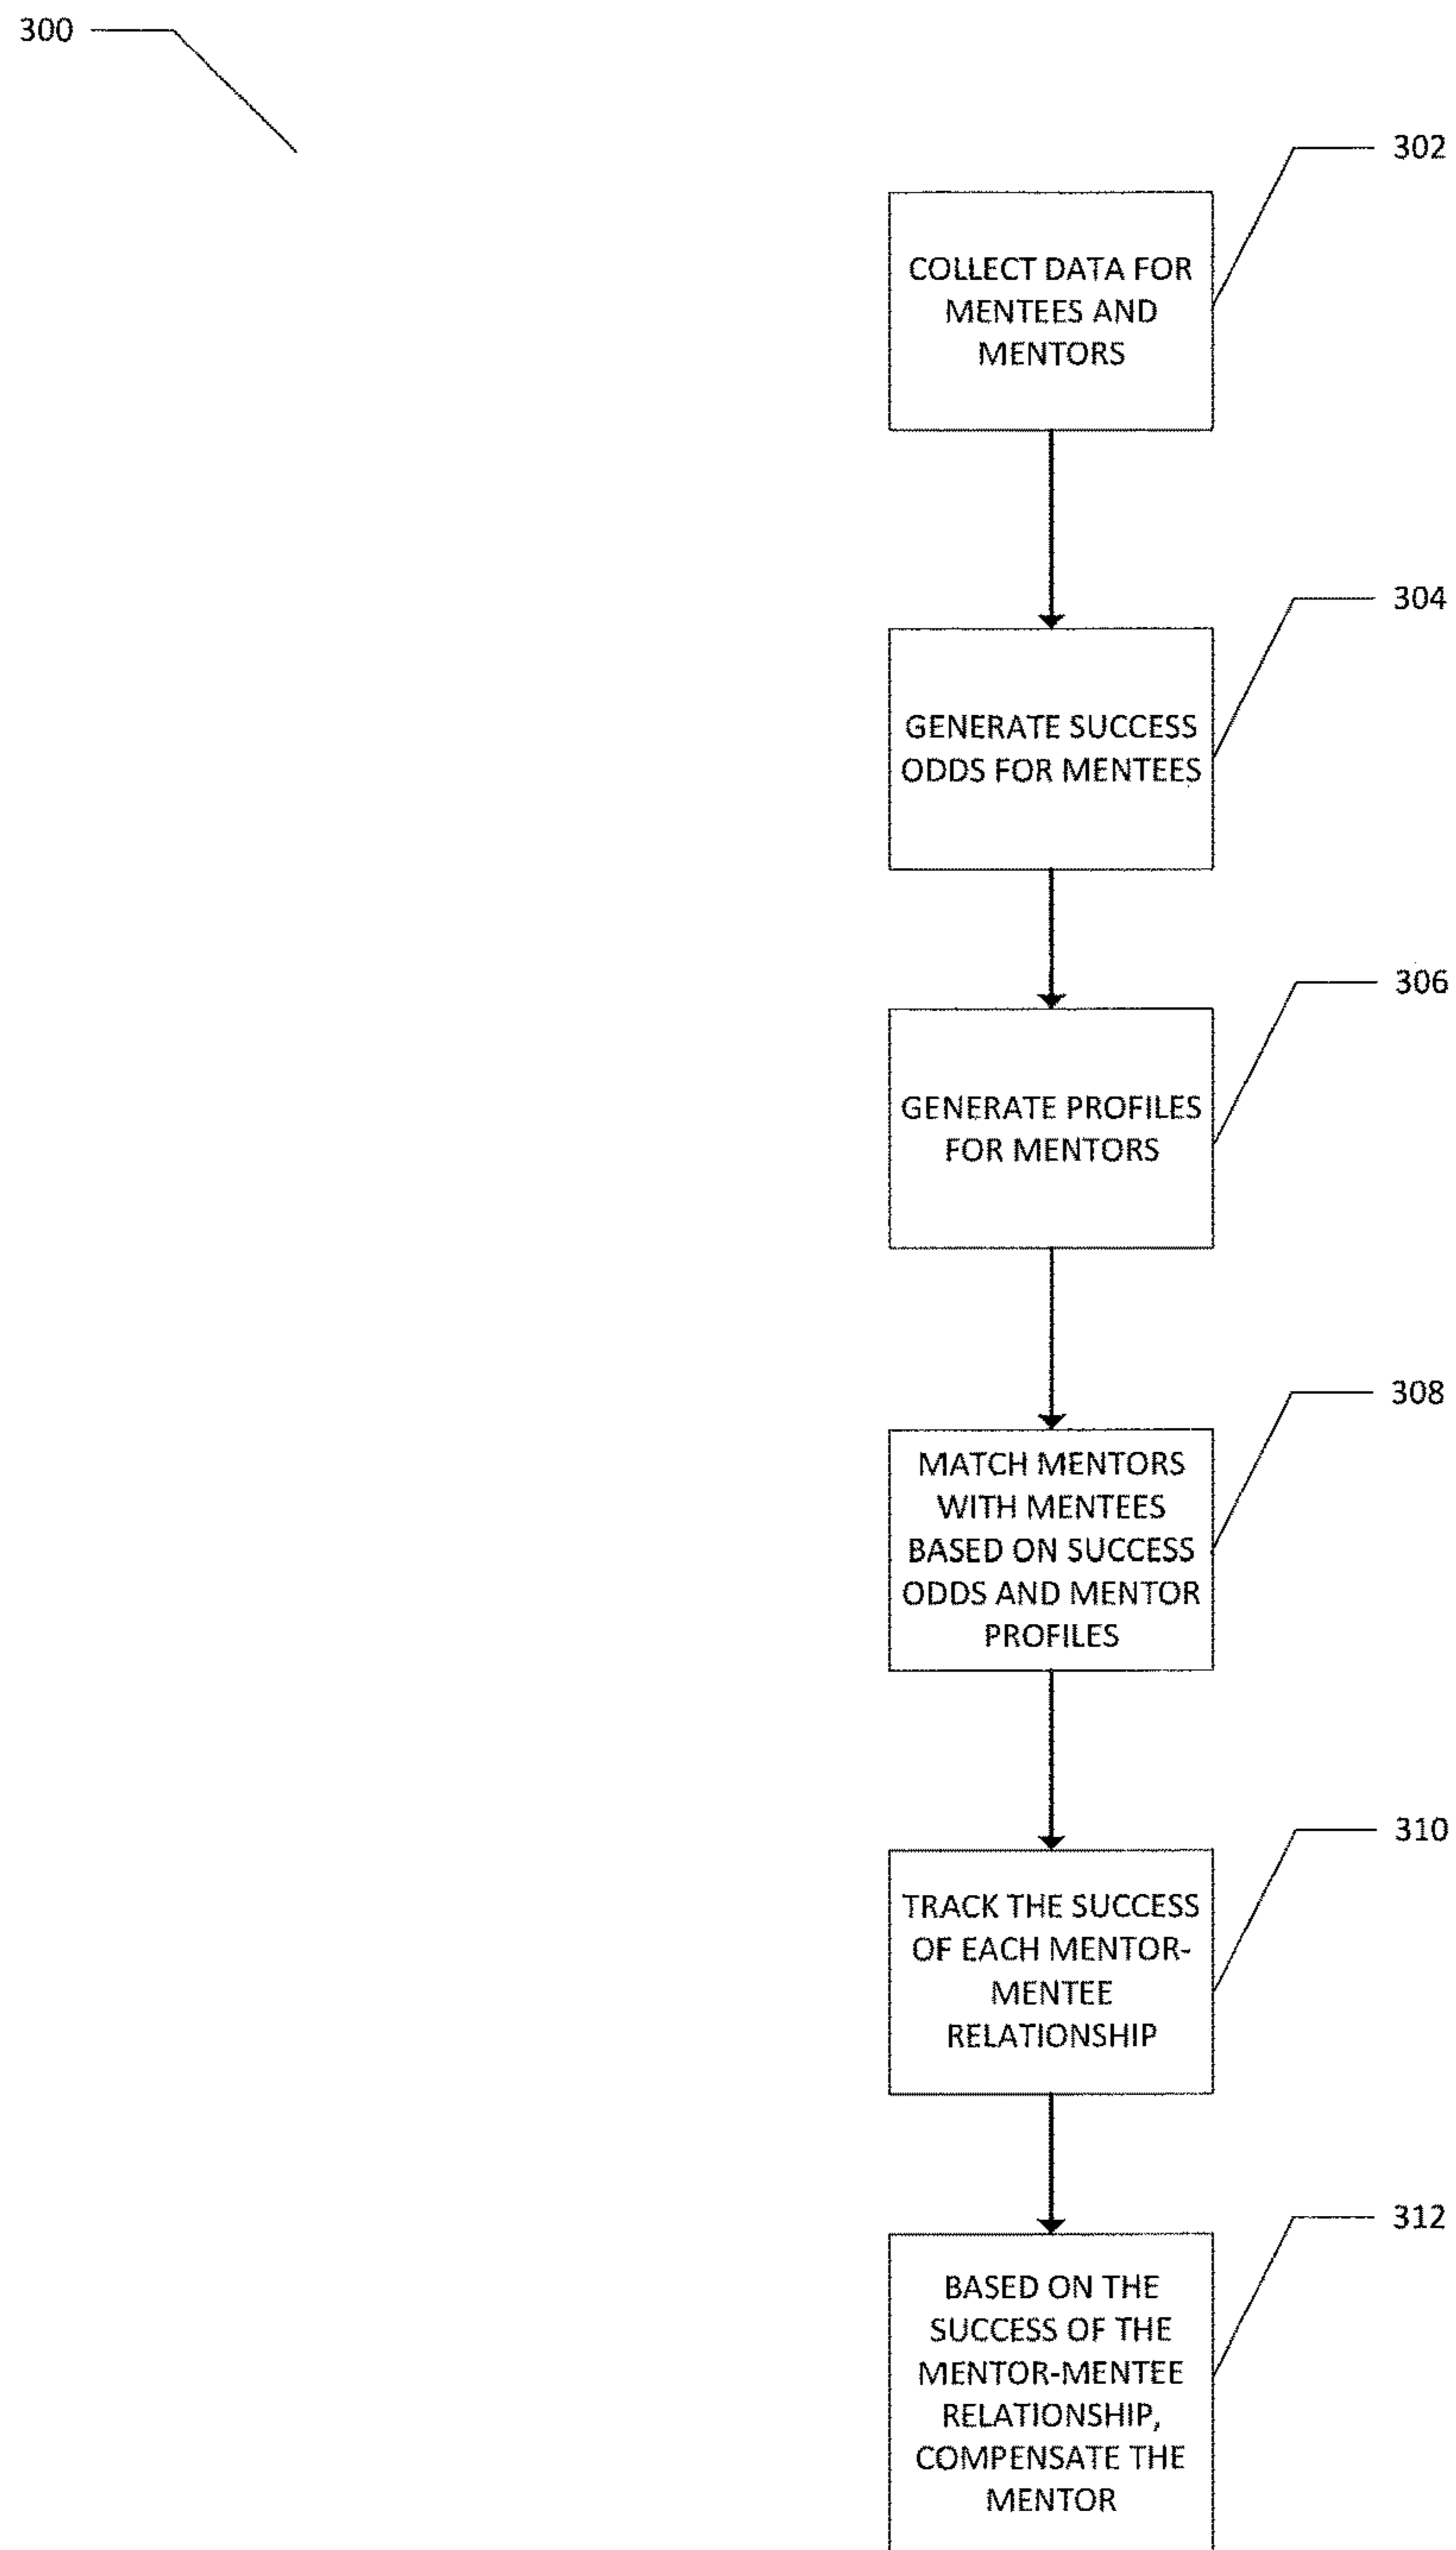 300
302
COLLECT DATA FOR
MENTEES AND
MENTORS
304
GENERATE SUCCESS
ODDS FOR MENTEES
306
GENERATE PROFILES
FOR MENTORS
308
MATCH MENTORS
WITH MENTEES
BASED ON SUCCESS
ODDS AND MENTOR
PROFILES
310
TRACK THE SUCCESS
OF EACH MENTOR-
MENTEE
RELATIONSHIP
312
BASED ON THE
SUCCESS OF THE
MENTOR-MENTEE
RELATIONSHIP,
COMPENSATE THE
MENTOR